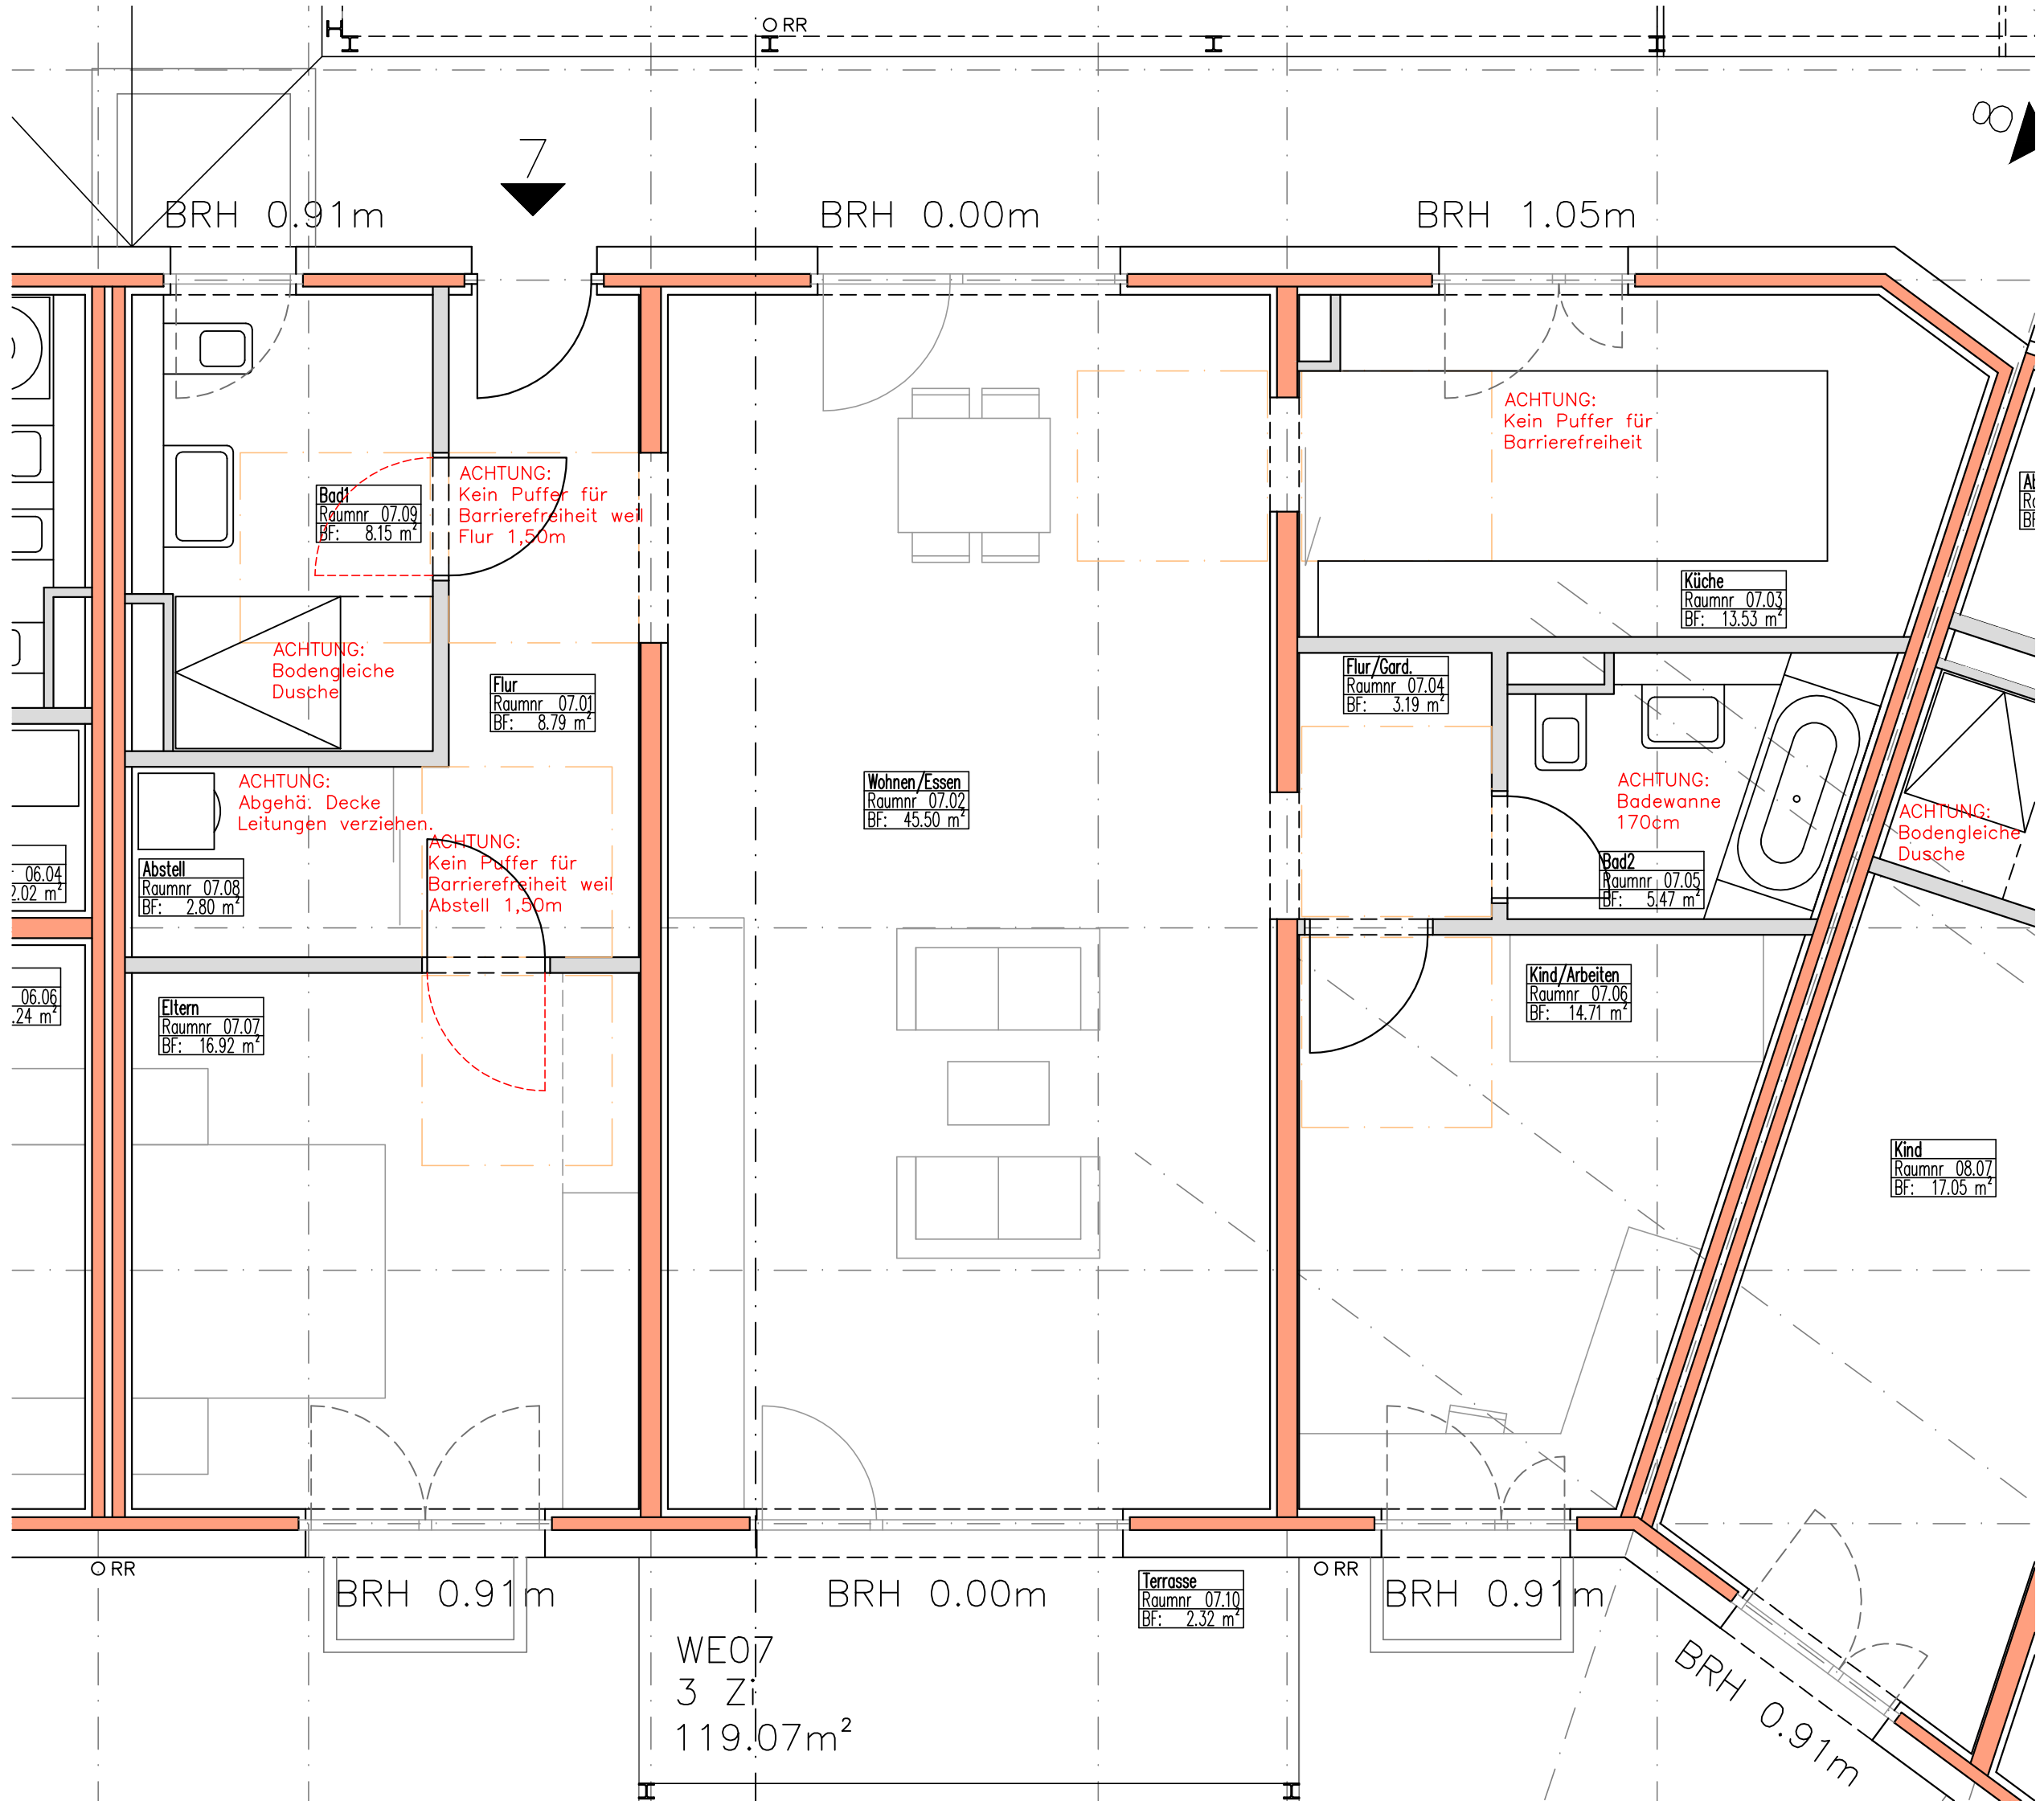 RR
7
8
BRH 0.91m
BRH 0.00m
BRH 1.05m
ACHTUNG:
Kein Puffer für
Barrierefreiheit
ACHTUNG:
Kein Puffer für
Barrierefreiheit weil
Flur 1,50m
Bad1
Raumnr 07.09
BF: 8.15 m²
Küche
Raumnr 07.03
BF: 13.53 m²
ACHTUNG:
Bodengleiche
Dusche
Flur
Raumnr 07.01
BF: 8.79 m²
Flur/Gard.
Raumnr 07.04
BF: 3.19 m²
ACHTUNG:
Abgehä. Decke
Leitungen verziehen.
Wohnen/Essen
Raumnr 07.02
BF: 45.50 m²
ACHTUNG:
Badewanne
170cm
ACHTUNG:
Bodengleiche
Dusche
ACHTUNG:
Kein Puffer für
Barrierefreiheit weil
Abstell 1,50m
Abstell
Raumnr 07.08
BF: 2.80 m²
Bad2
Raumnr 07.05
BF: 5.47 m²
06.04
2.02 m²
06.06
.24 m²
Eltern
Raumnr 07.07
BF: 16.92 m²
Kind/Arbeiten
Raumnr 07.06
BF: 14.71 m²
Kind
Raumnr 08.07
BF: 17.05 m²
RR
RR
BRH 0.91m
BRH 0.00m
Terrasse
Raumnr 07.10
BF: 2.32 m²
BRH 0.91m
BRH 0.91m
WE07
3 Zi
119.07m²